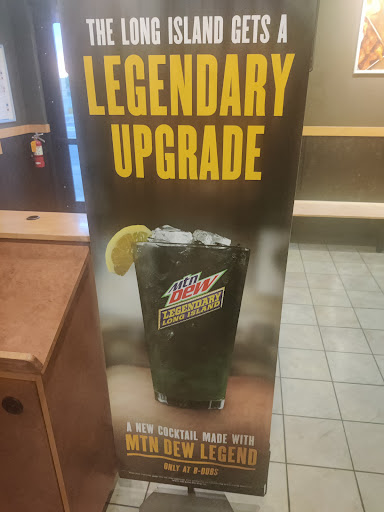 THE LONG ISLAND GETS A
LEGENDARY
UPGRADE
Mtn
DEW
LEGENDARY
LONG ISLAND
A NEW COCKTAIL MADE WITH
MTN DEW LEGEND
ONLY AT B-DUBS